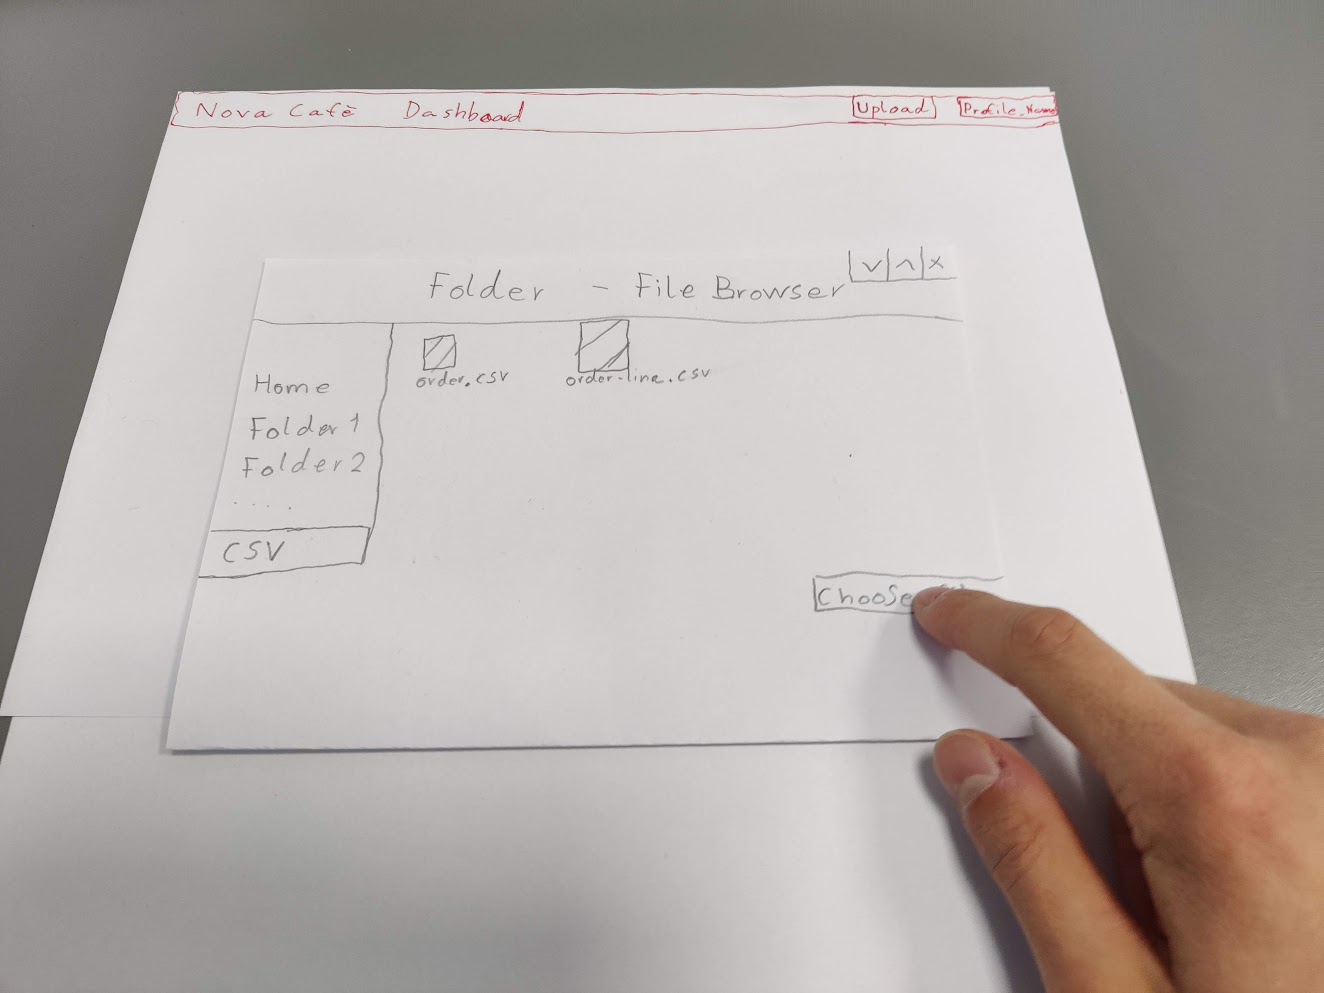 Nova Cafè Dashboard Upload Profile.Name
Folder - File Browser
order.csv order-line.csv
Home
Folder 1
Folder 2
....
CSV
Choose